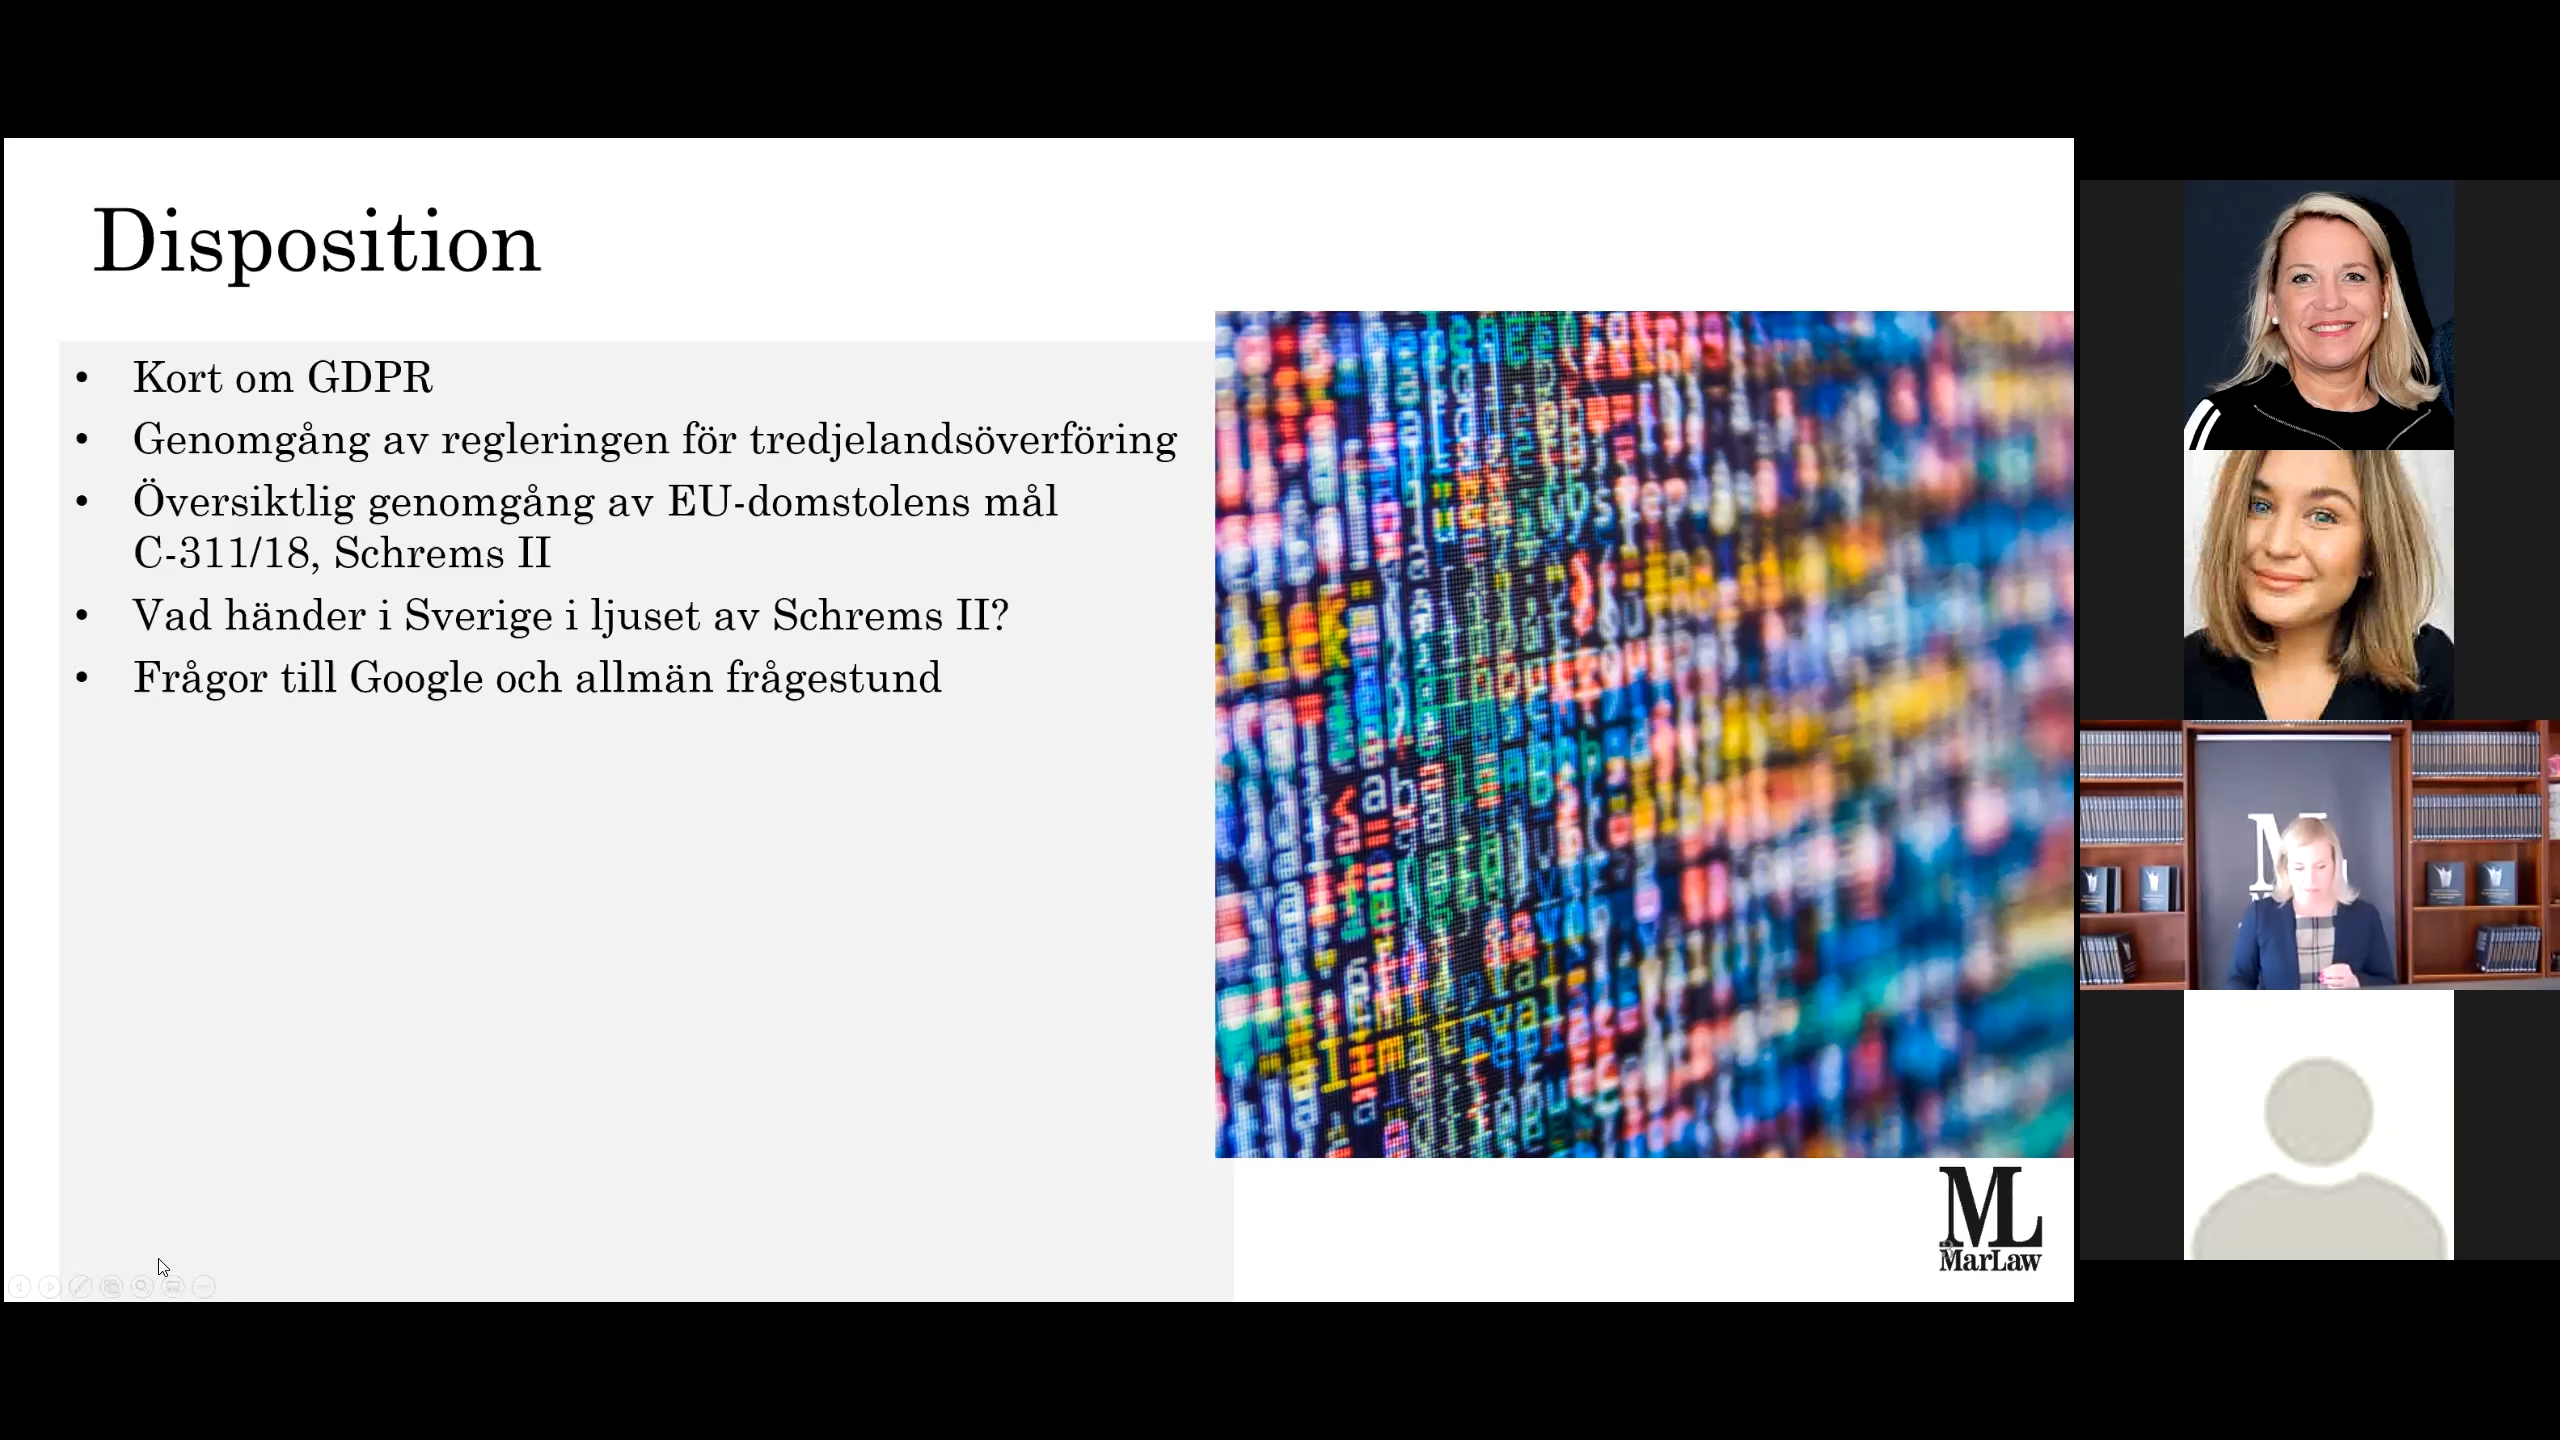 Disposition
• Kort om GDPR
• Genomgång av regleringen för tredjelandsöverföring
• Översiktlig genomgång av EU-domstolens mål
C-311/18, Schrems II
• Vad händer i Sverige i ljuset av Schrems II?
• Frågor till Google och allmän frågestund
ML
MarLaw